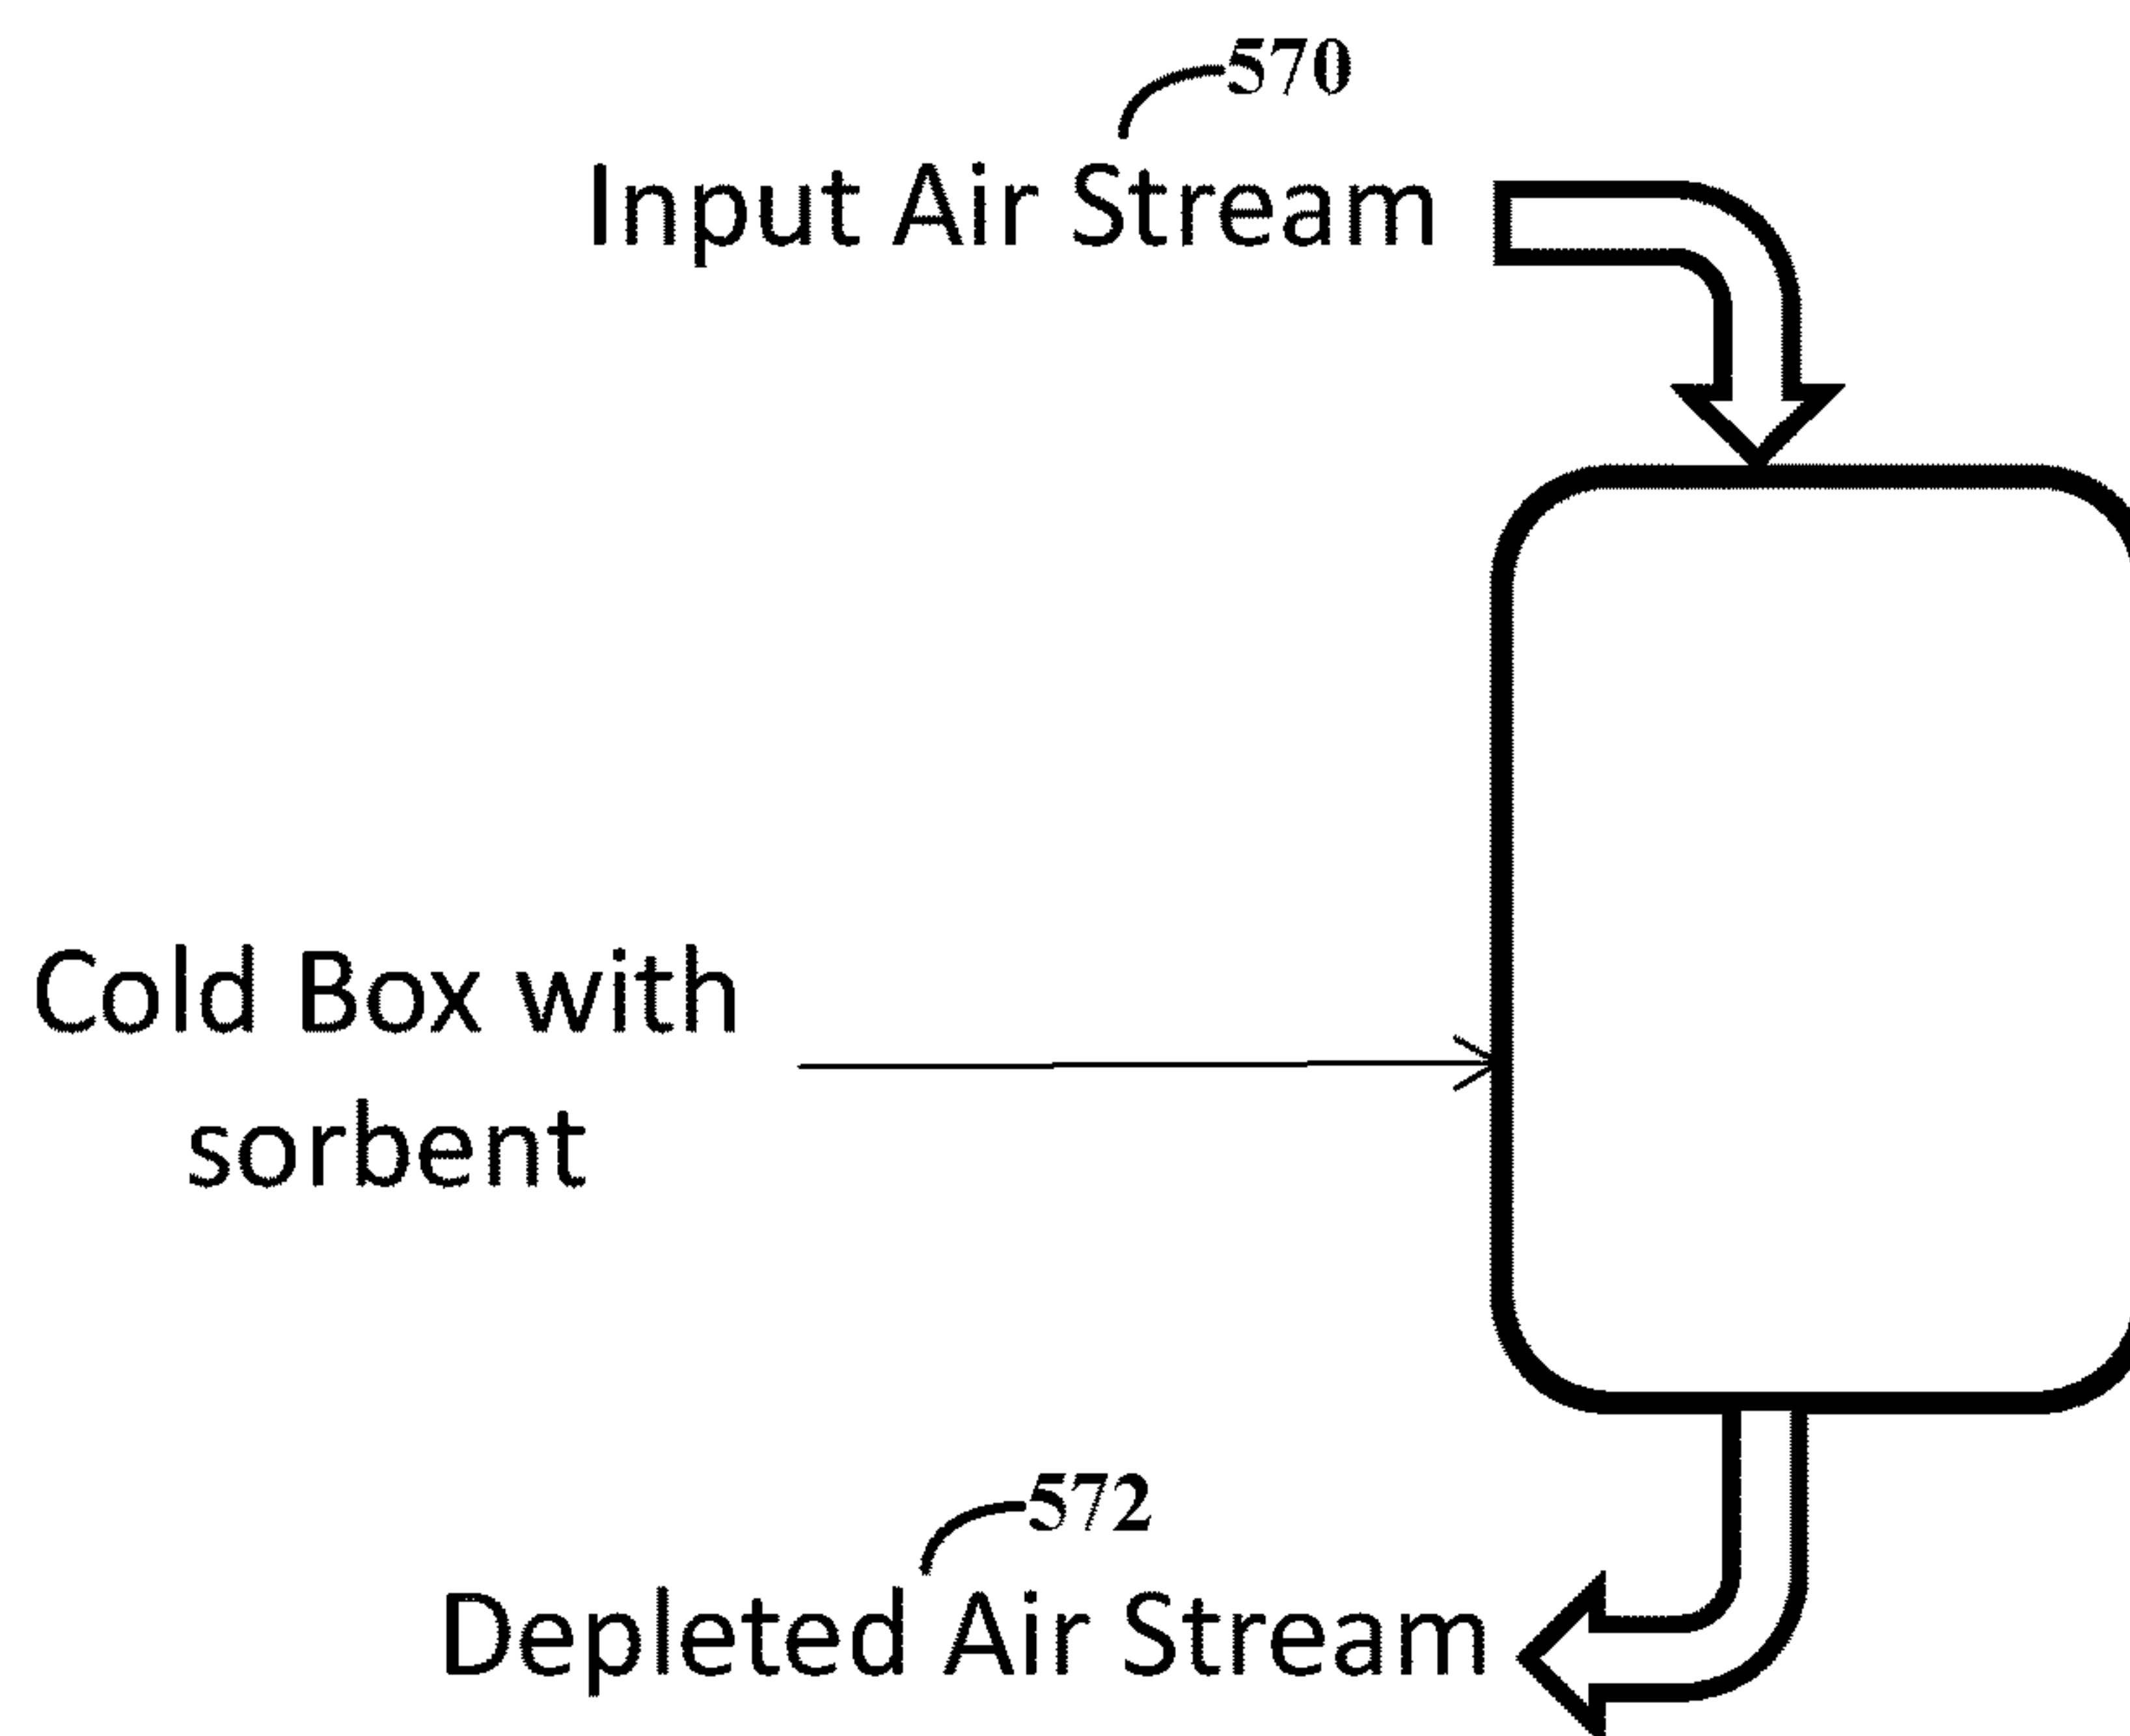 570
Input Air Stream
Cold Box with
sorbent
572
Depleted Air Stream